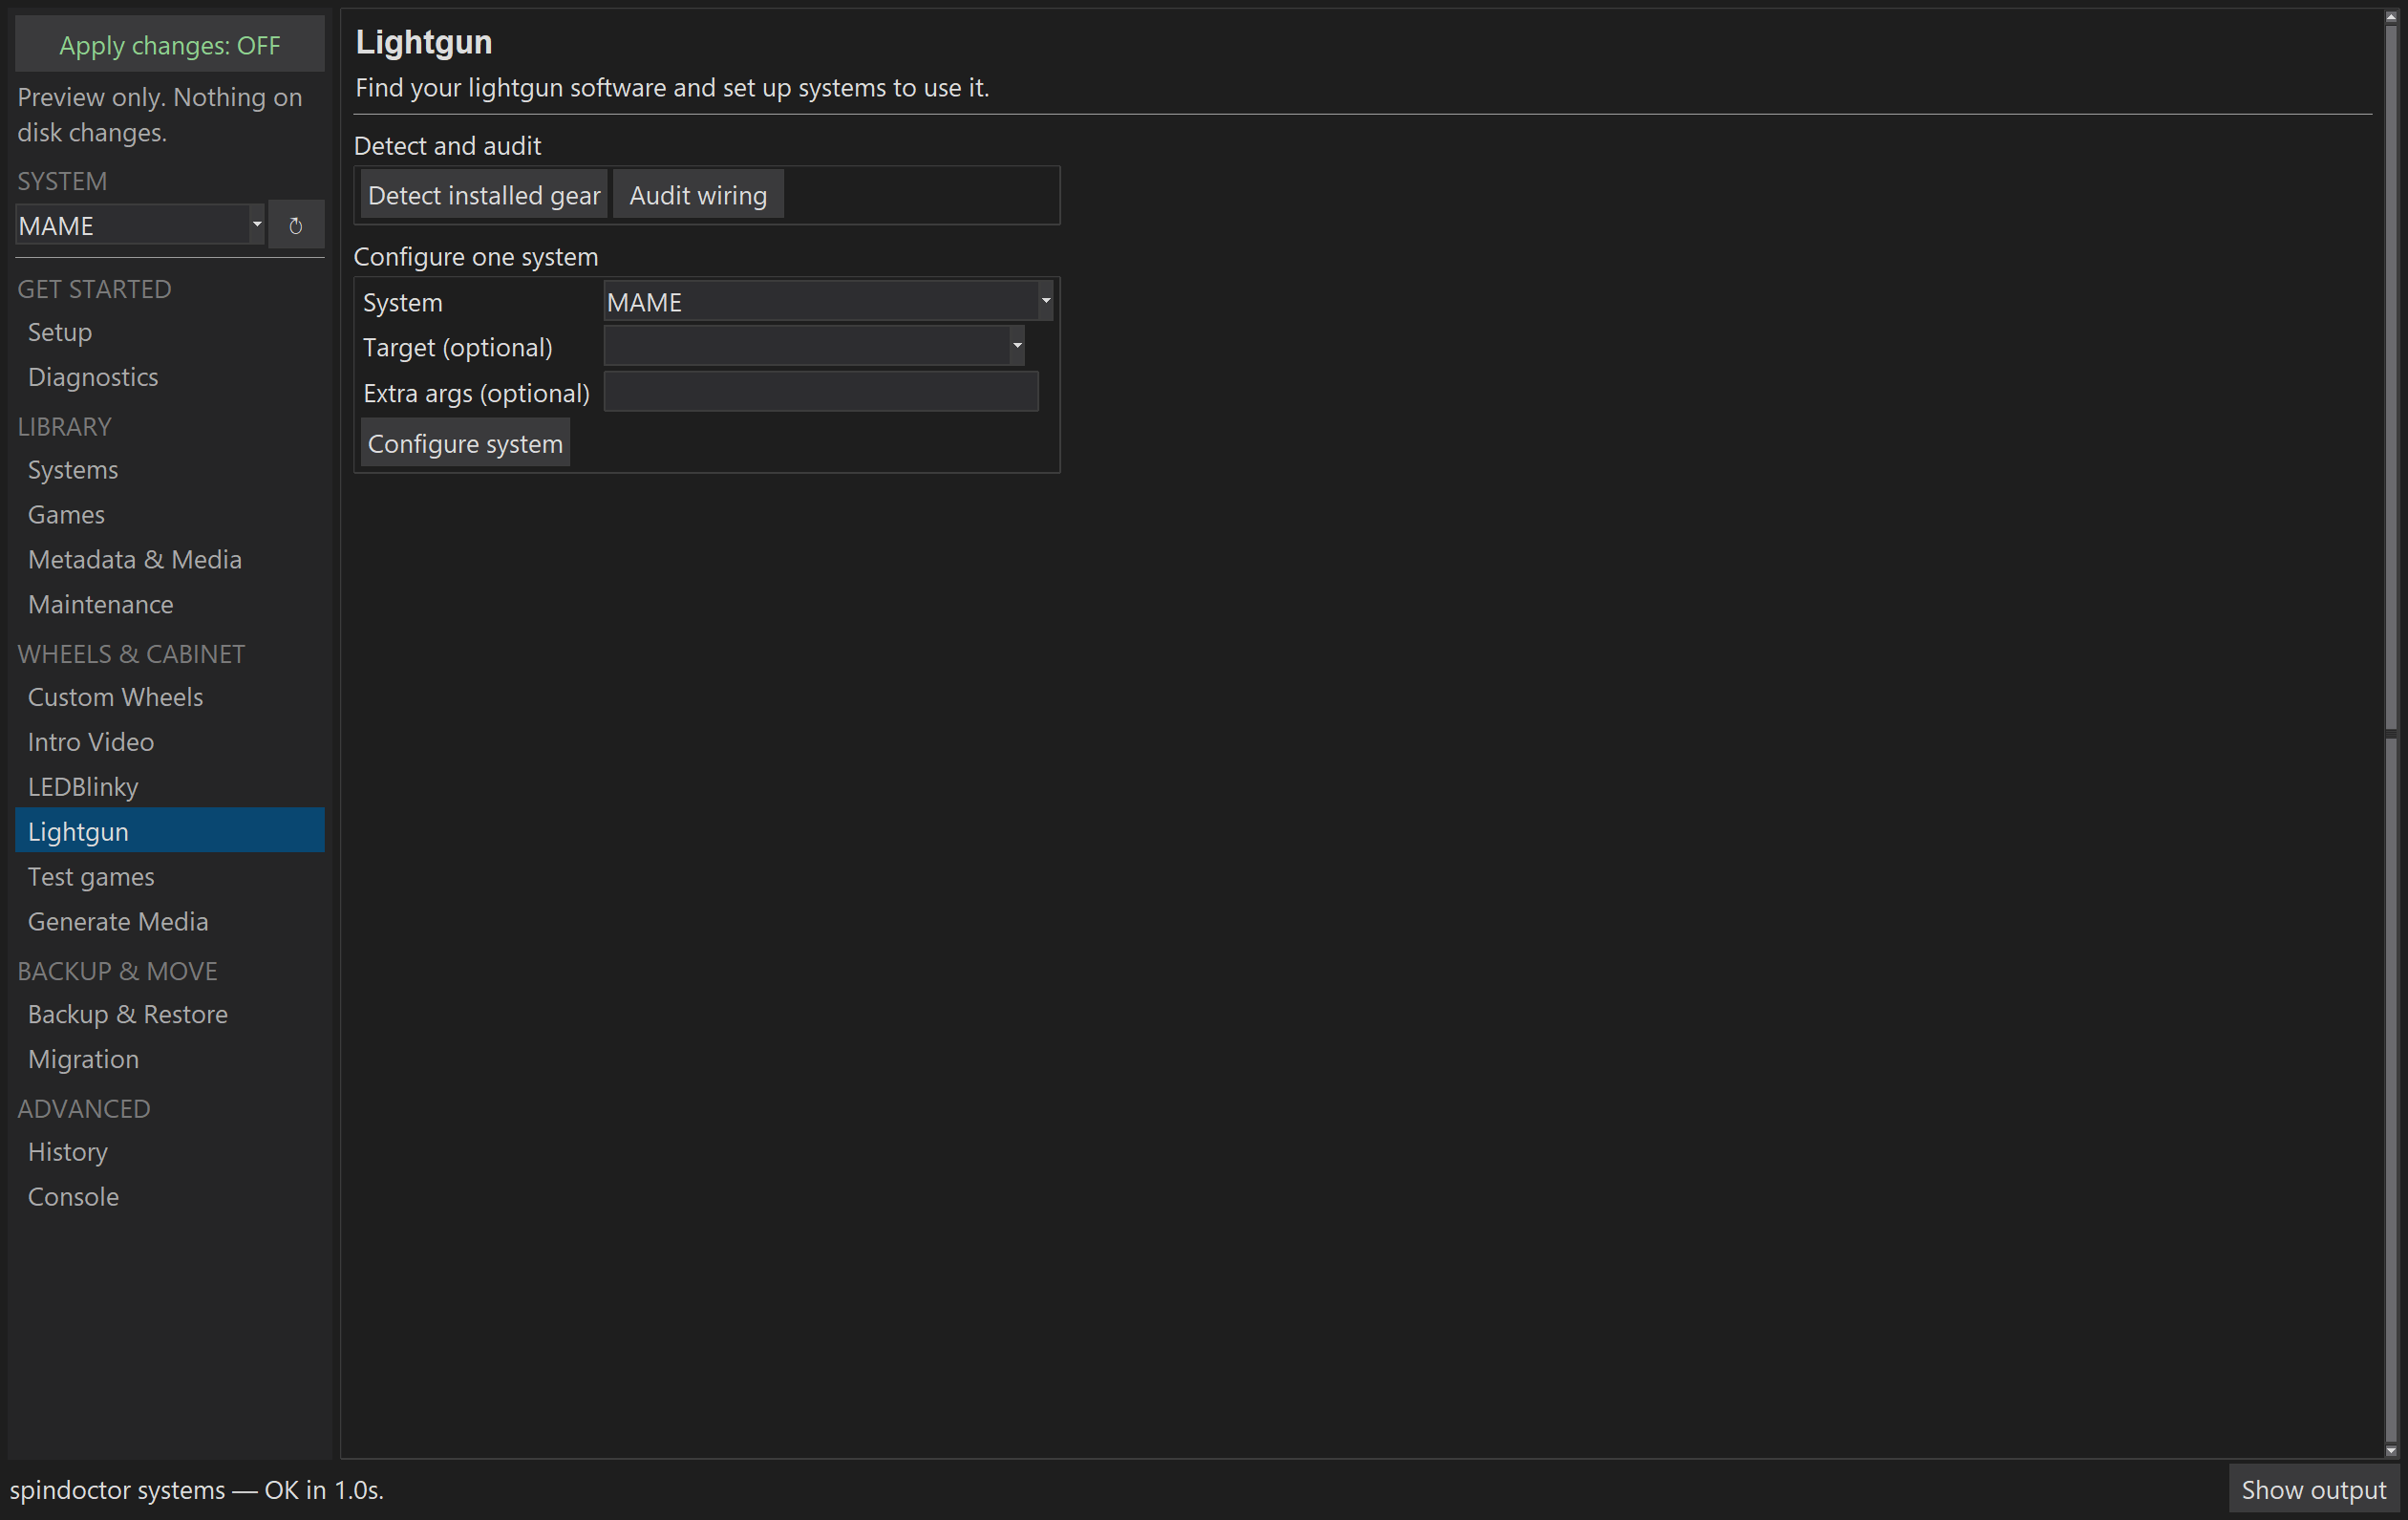 Apply changes: OFF
Preview only. Nothing on
disk changes.
SYSTEM
MAME
GET STARTED
Setup
Diagnostics
LIBRARY
Systems
Games
Metadata & Media
Maintenance
WHEELS & CABINET
Custom Wheels
Intro Video
LEDBlinky
Lightgun
Test games
Generate Media
BACKUP & MOVE
Backup & Restore
Migration
ADVANCED
History
Console
Lightgun
Find your lightgun software and set up systems to use it.
Detect and audit
Detect installed gear Audit wiring
Configure one system
System MAME
Target (optional)
Extra args (optional)
Configure system
spindoctor systems — OK in 1.0s.
Show output